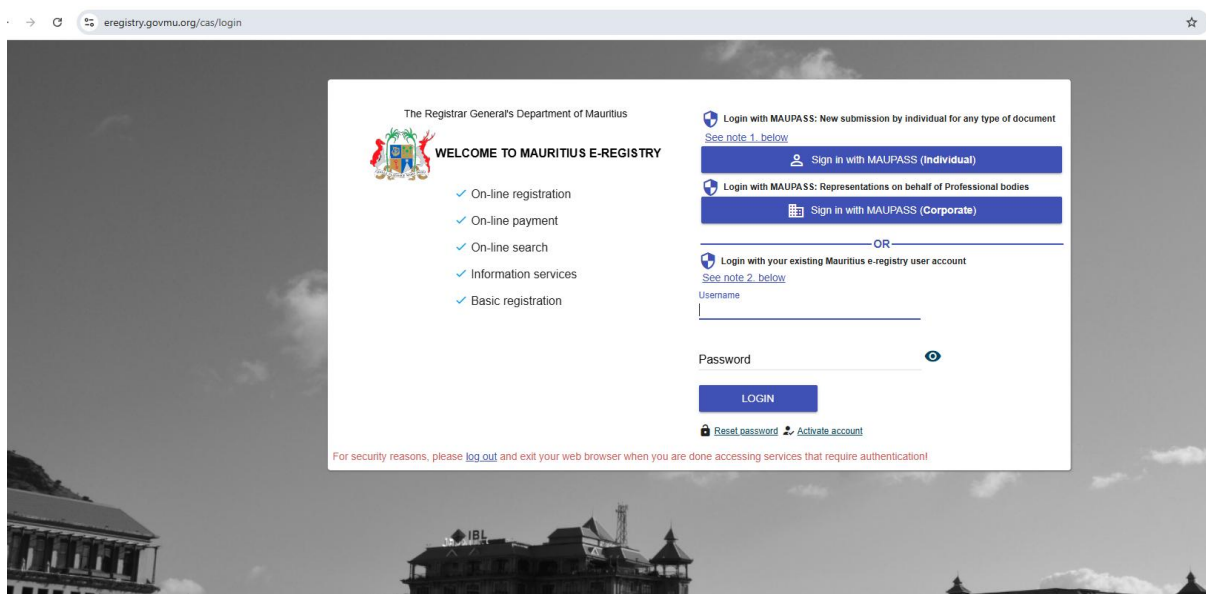 eregistry.govmu.org/cas/login
The Registrar General's Department of Mauritius
WELCOME TO MAURITIUS E-REGISTRY
On-line registration
On-line payment
On-line search
Information services
Basic registration
Login with MAUPASS: New submission by individual for any type of document
See note 1. below
Sign in with MAUPASS (Individual)
Login with MAUPASS: Representations on behalf of Professional bodies
Sign in with MAUPASS (Corporate)
OR
Login with your existing Mauritius e-registry user account
See note 2. below
Username
Password
LOGIN
Reset password Activate account
For security reasons, please log out and exit your web browser when you are done accessing services that require authentication!
IBL